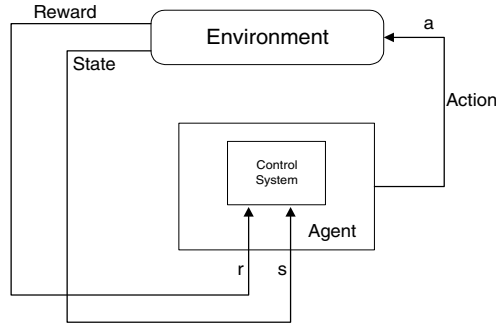 Reward
Environment
a
State
Action
Control
System
Agent
r
s